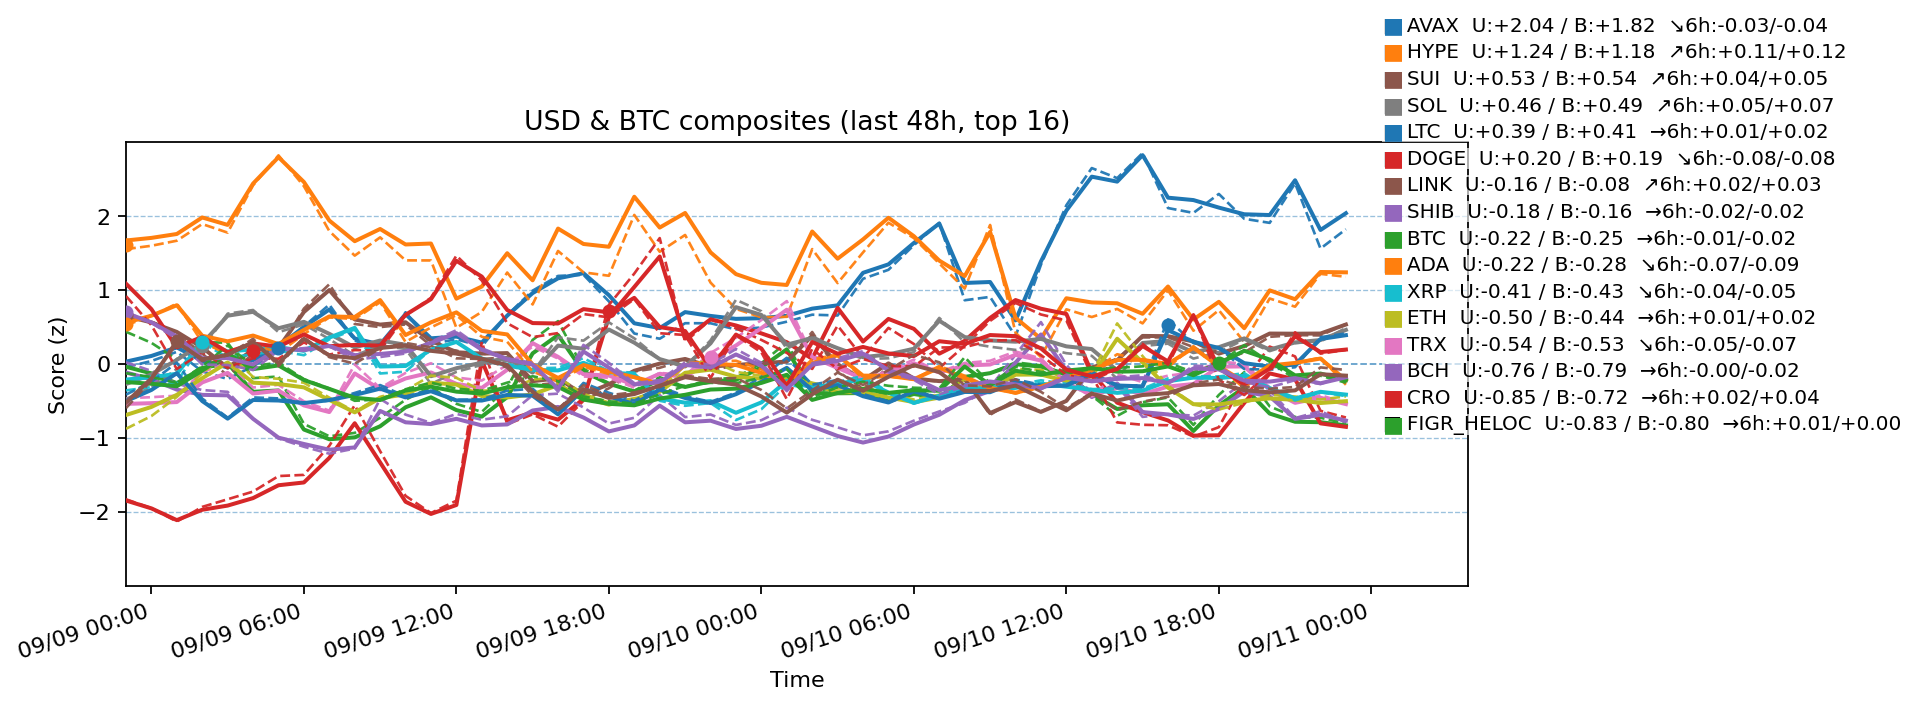 AVAX  U:+2.04 / B:+1.82  ↘6h:-0.03/-0.04
HYPE  U:+1.24 / B:+1.18  ↗6h:+0.11/+0.12
SUI  U:+0.53 / B:+0.54  ↗6h:+0.04/+0.05
SOL  U:+0.46 / B:+0.49  ↗6h:+0.05/+0.07
LTC  U:+0.39 / B:+0.41  →6h:+0.01/+0.02
DOGE  U:+0.20 / B:+0.19  ↘6h:-0.08/-0.08
LINK  U:-0.16 / B:-0.08  ↗6h:+0.02/+0.03
SHIB  U:-0.18 / B:-0.16  →6h:-0.02/-0.02
BTC  U:-0.22 / B:-0.25  →6h:-0.01/-0.02
ADA  U:-0.22 / B:-0.28  ↘6h:-0.07/-0.09
XRP  U:-0.41 / B:-0.43  ↘6h:-0.04/-0.05
ETH  U:-0.50 / B:-0.44  →6h:+0.01/+0.02
TRX  U:-0.54 / B:-0.53  ↘6h:-0.05/-0.07
BCH  U:-0.76 / B:-0.79  →6h:-0.00/-0.02
CRO  U:-0.85 / B:-0.72  →6h:+0.02/+0.04
FIGR_HELOC  U:-0.83 / B:-0.80  →6h:+0.01/+0.00
USD & BTC composites (last 48h, top 16)
Score (z)
2
1
0
−1
−2
09/09 00:00
09/09 06:00
09/09 12:00
09/09 18:00
09/10 00:00
09/10 06:00
09/10 12:00
09/10 18:00
09/11 00:00
Time